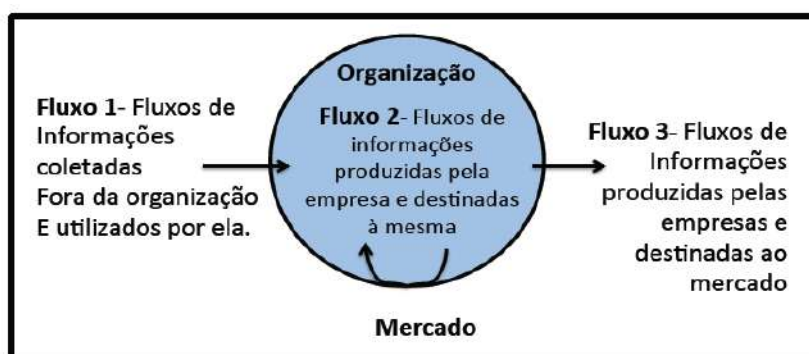 Fluxo 1- Fluxos de
Informações
coletadas
Fora da organização
E utilizados por ela.
Organização
Fluxo 2- Fluxos de
informações
produzidas pela
empresa e destinadas
à mesma
Fluxo 3- Fluxos de
Informações
produzidas pelas
empresas e
destinadas ao
mercado
Mercado